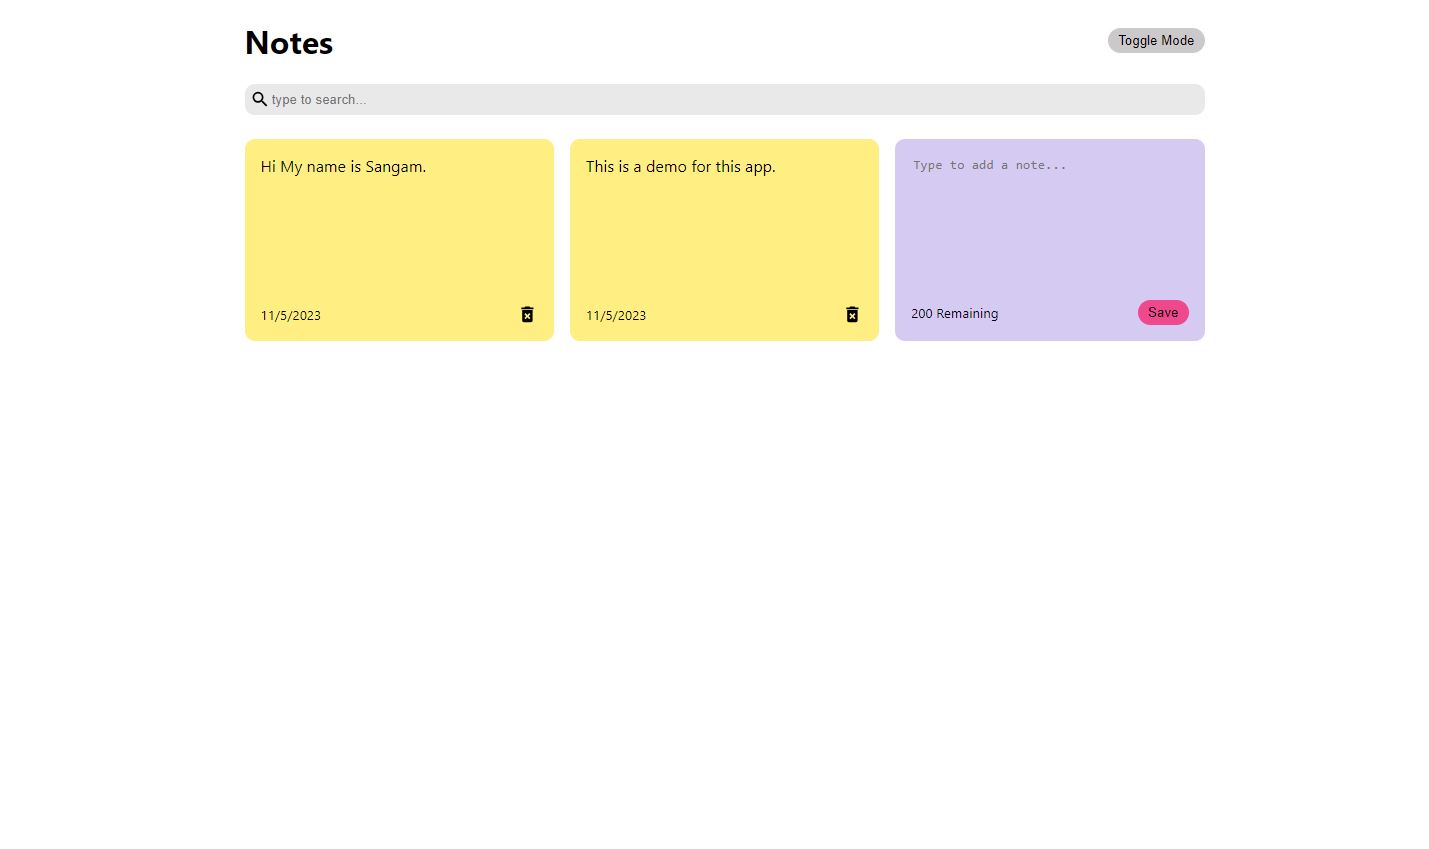 Notes
Toggle Mode
type to search...
Hi My name is Sangam.
11/5/2023
This is a demo for this app.
11/5/2023
Type to add a note...
200 Remaining
Save